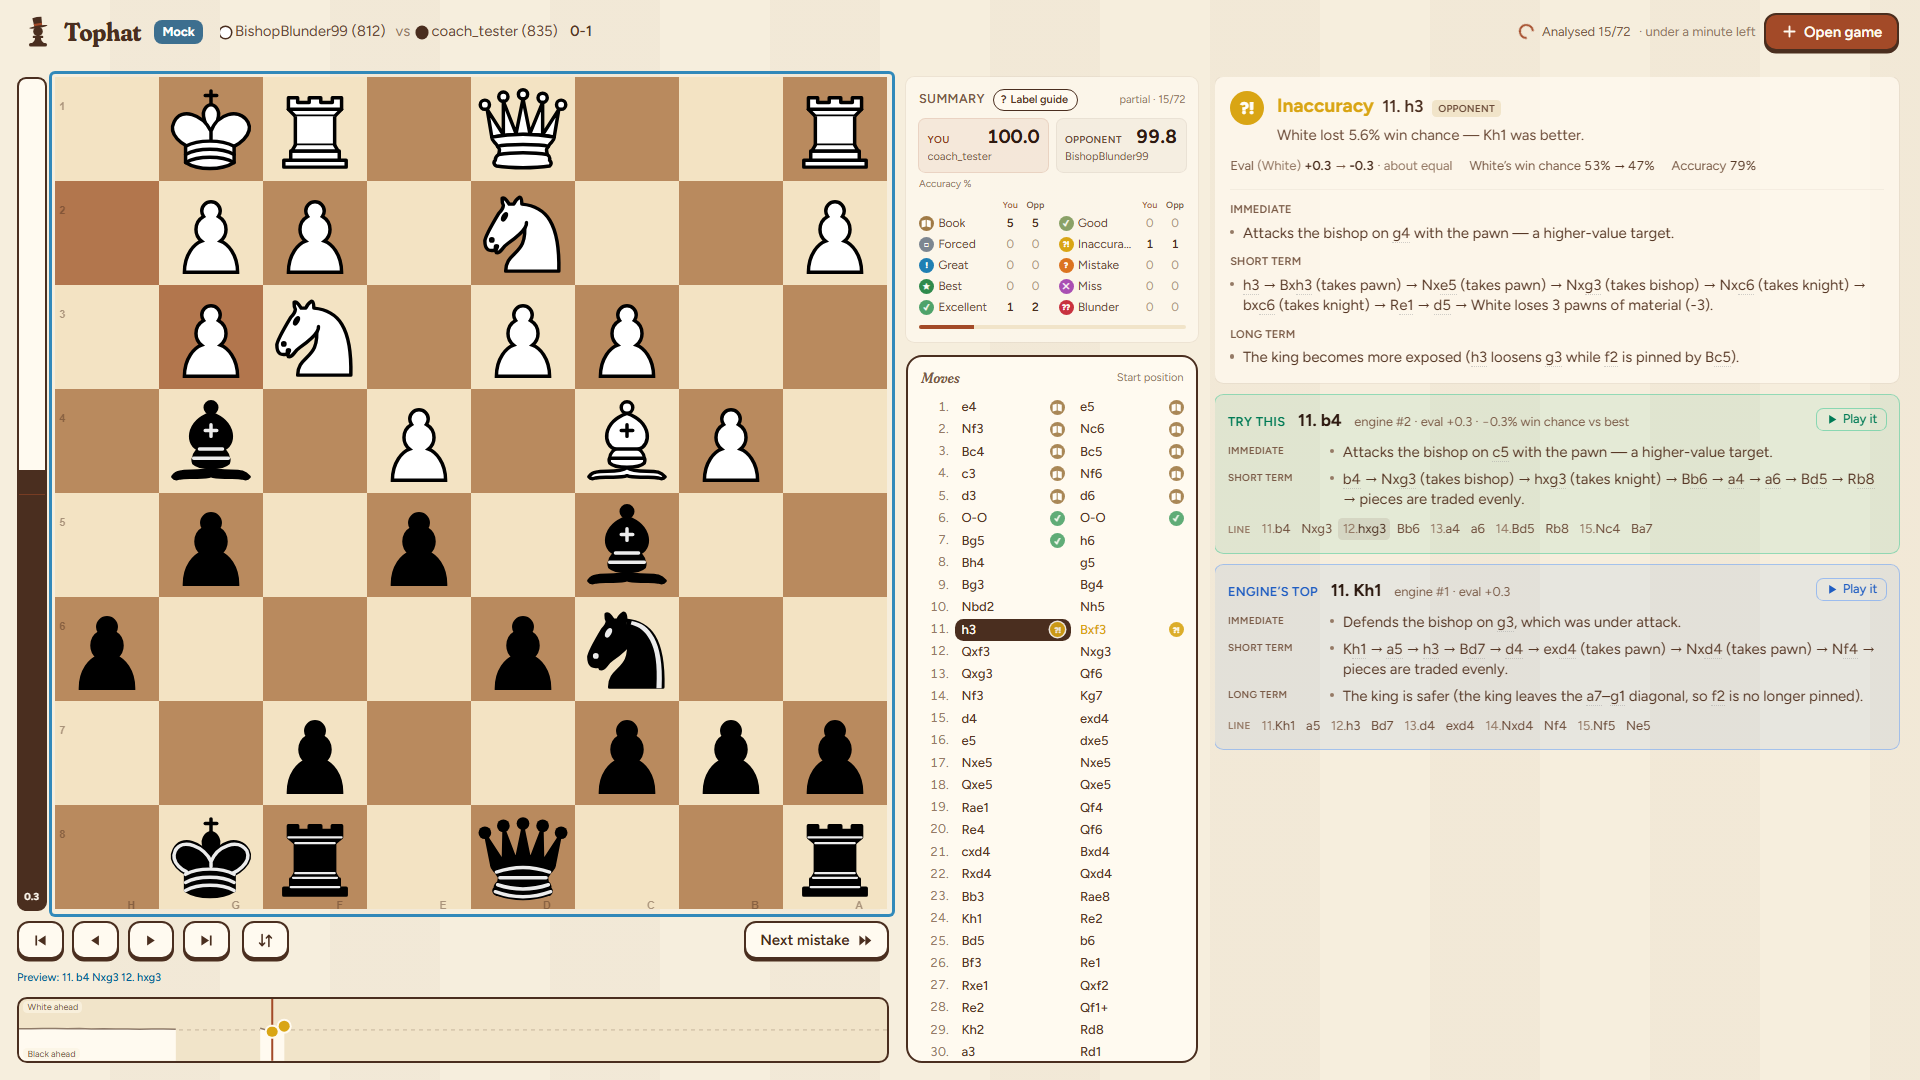 Tophat Mock BishopBlunder99 (812) vs coach_tester (835) 0-1
Analysed 15/72 · under a minute left + Open game
1
2
3
4
5
6
7
8
H G F E D C B A
0.3
Next mistake
Preview: 11. b4 Nxg3 12. hxg3
White ahead
Black ahead
SUMMARY ? Label guide partial · 15/72
YOU 100.0 OPPONENT 99.8
coach_tester BishopBlunder99
Accuracy %
You Opp You Opp
Book 5 5 Good 0 0
Forced 0 0 ?! Inaccura... 1 1
! Great 0 0 ? Mistake 0 0
Best 0 0 Miss 0 0
Excellent 1 2 ?? Blunder 0 0
Moves Start position
1. e4 e5
2. Nf3 Nc6
3. Bc4 Bc5
4. c3 Nf6
5. d3 d6
6. O-O O-O
7. Bg5 h6
8. Bh4 g5
9. Bg3 Bg4
10. Nbd2 Nh5
11. h3 ?! Bxf3 ?!
12. Qxf3 Nxg3
13. Qxg3 Qf6
14. Nf3 Kg7
15. d4 exd4
16. e5 dxe5
17. Nxe5 Nxe5
18. Qxe5 Qxe5
19. Rae1 Qf4
20. Re4 Qf6
21. cxd4 Bxd4
22. Rxd4 Qxd4
23. Bb3 Rae8
24. Kh1 Re2
25. Bd5 b6
26. Bf3 Re1
27. Rxe1 Qxf2
28. Re2 Qf1+
29. Kh2 Rd8
30. a3 Rd1
?! Inaccuracy 11. h3 OPPONENT
White lost 5.6% win chance — Kh1 was better.
Eval (White) +0.3 → -0.3 · about equal White's win chance 53% → 47% Accuracy 79%
IMMEDIATE
• Attacks the bishop on g4 with the pawn — a higher-value target.
SHORT TERM
• h3 → Bxh3 (takes pawn) → Nxe5 (takes pawn) → Nxg3 (takes bishop) → Nxc6 (takes knight) →
bxc6 (takes knight) → Re1 → d5 → White loses 3 pawns of material (-3).
LONG TERM
• The king becomes more exposed (h3 loosens g3 while f2 is pinned by Bc5).
TRY THIS 11. b4 engine #2 · eval +0.3 · −0.3% win chance vs best Play it
IMMEDIATE • Attacks the bishop on c5 with the pawn — a higher-value target.
SHORT TERM • b4 → Nxg3 (takes bishop) → hxg3 (takes knight) → Bb6 → a4 → a6 → Bd5 → Rb8
→ pieces are traded evenly.
LINE 11.b4 Nxg3 12.hxg3 Bb6 13.a4 a6 14.Bd5 Rb8 15.Nc4 Ba7
ENGINE'S TOP 11. Kh1 engine #1 · eval +0.3 Play it
IMMEDIATE • Defends the bishop on g3, which was under attack.
SHORT TERM • Kh1 → a5 → h3 → Bd7 → d4 → exd4 (takes pawn) → Nxd4 (takes pawn) → Nf4 →
pieces are traded evenly.
LONG TERM • The king is safer (the king leaves the a7–g1 diagonal, so f2 is no longer pinned).
LINE 11.Kh1 a5 12.h3 Bd7 13.d4 exd4 14.Nxd4 Nf4 15.Nf5 Ne5